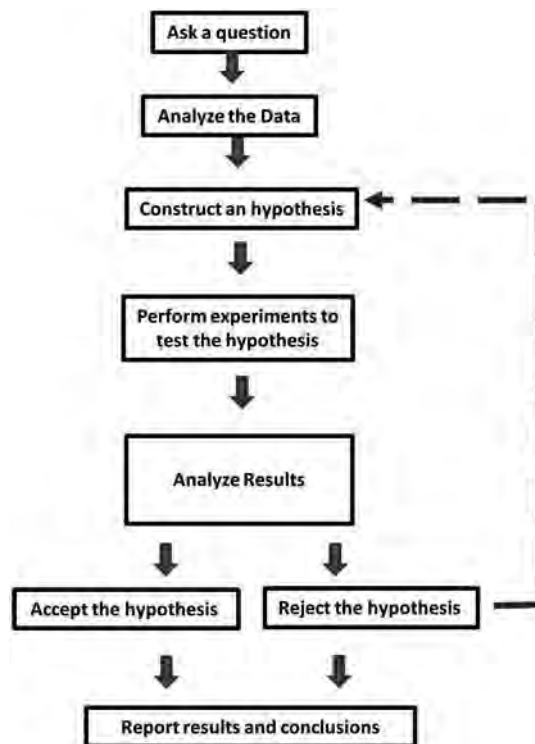 Ask a question
Analyze the Data
Construct an hypothesis
Perform experiments to
test the hypothesis
Analyze Results
Accept the hypothesis
Reject the hypothesis
Report results and conclusions